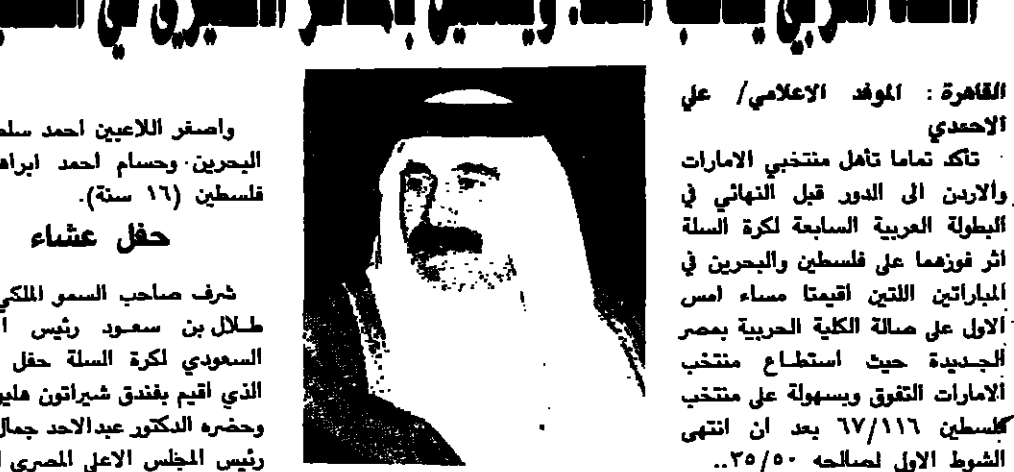 القاهرة : الموفد الاعلامي/ علي
الاحمدي
تأكد تماما تأهل منتخبي الامارات
والاردن الى الدور قبل النهائي في
البطولة العربية السابعة لكرة السلة
اثر فوزهما على فلسطين والبحرين في
المباراتين اللتين اقيمتا مساء امس
الاول على صالة الكلية الحربية بمصر
الجديدة حيث استطاع منتخب
الامارات التفوق وبسهولة على منتخب
فلسطين ٦٧/١١٦ بعد ان انتهى
الشوط الاول لصالحه ٢٥/٥٠..
واصغر اللاعبين احمد
البحرين وحسام احمد
فلسطين (١٦ سنة).
حفل عشاء
شرف صاحب السمو الملكي
طلال بن سعود رئيس
السعودي لكرة السلة حفل
الذي اقيم بفندق شيراتون
وحضره الدكتور عبدالاحد جمال
رئيس المجلس الاعلى المصري